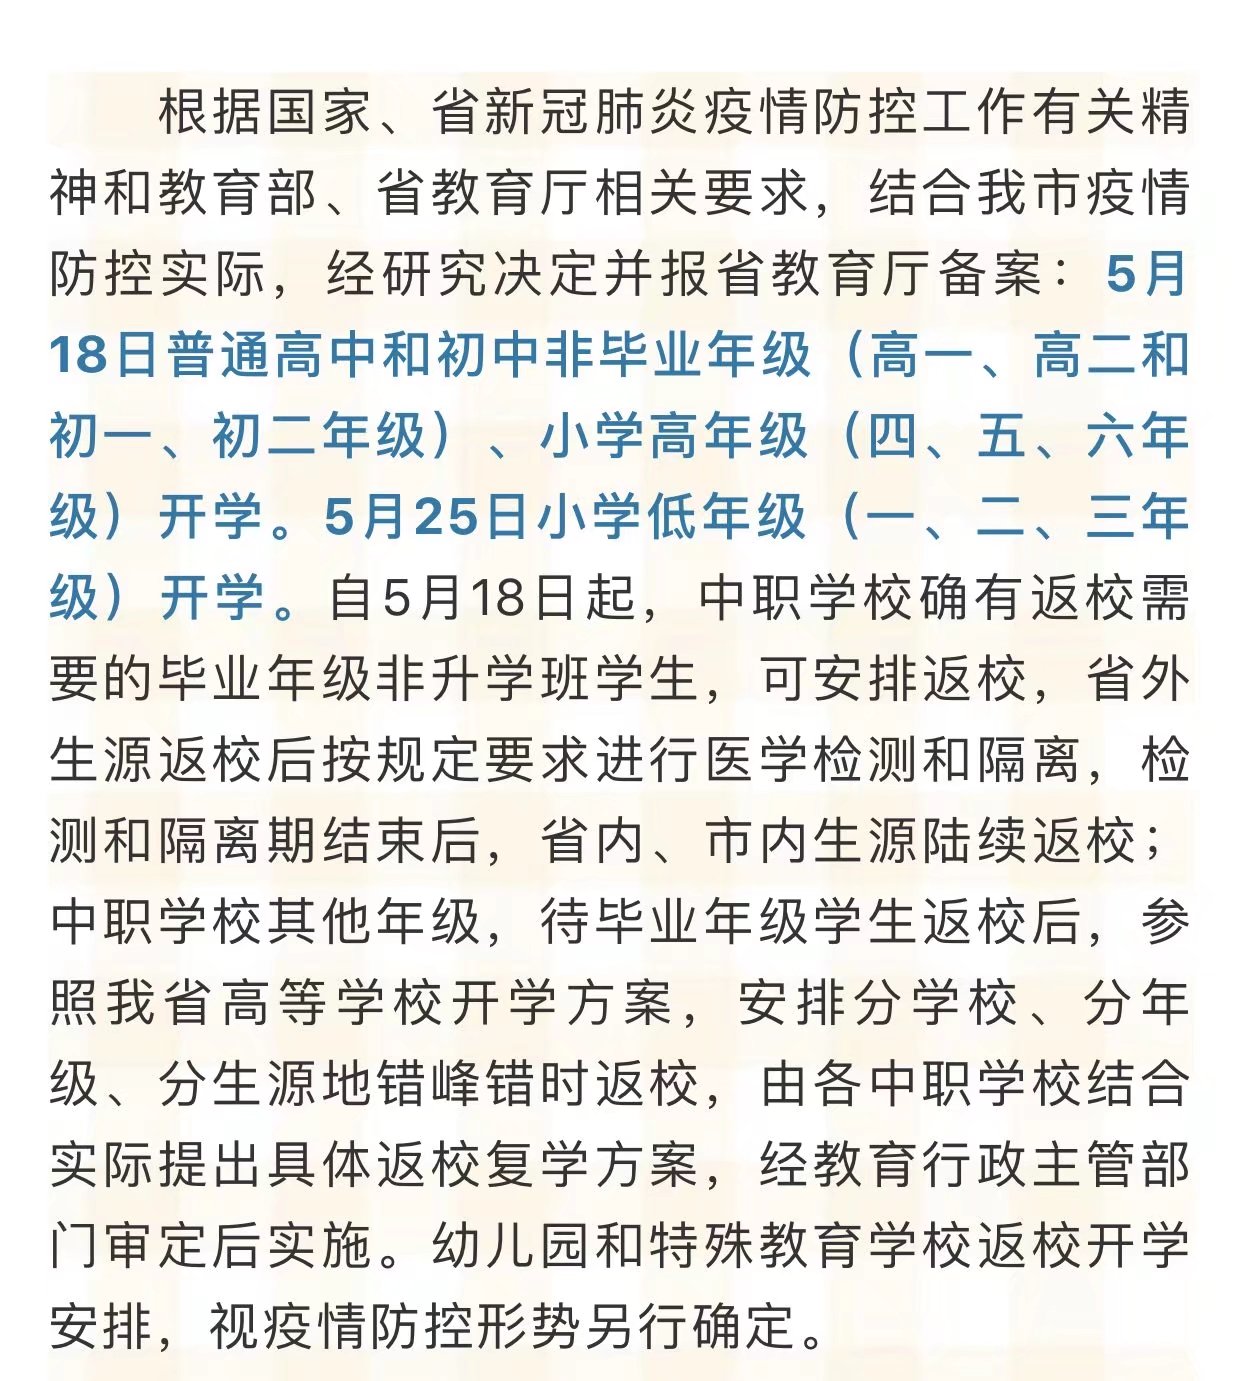 根据国家、省新冠肺炎疫情防控工作有关精
神和教育部、省教育厅相关要求，结合我市疫情
防控实际，经研究决定并报省教育厅备案：5月
18日普通高中和初中非毕业年级（高一、高二和
初一、初二年级）、小学高年级（四、五、六年
级）开学。5月25日小学低年级（一、二、三年
级）开学。自5月18日起，中职学校确有返校需
要的毕业年级非升学班学生，可安排返校，省外
生源返校后按规定要求进行医学检测和隔离，检
测和隔离期结束后，省内、市内生源陆续返校；
中职学校其他年级，待毕业年级学生返校后，参
照我省高等学校开学方案，安排分学校、分年
级、分生源地错峰错时返校，由各中职学校结合
实际提出具体返校复学方案，经教育行政主管部
门审定后实施。幼儿园和特殊教育学校返校开学
安排，视疫情防控形势另行确定。